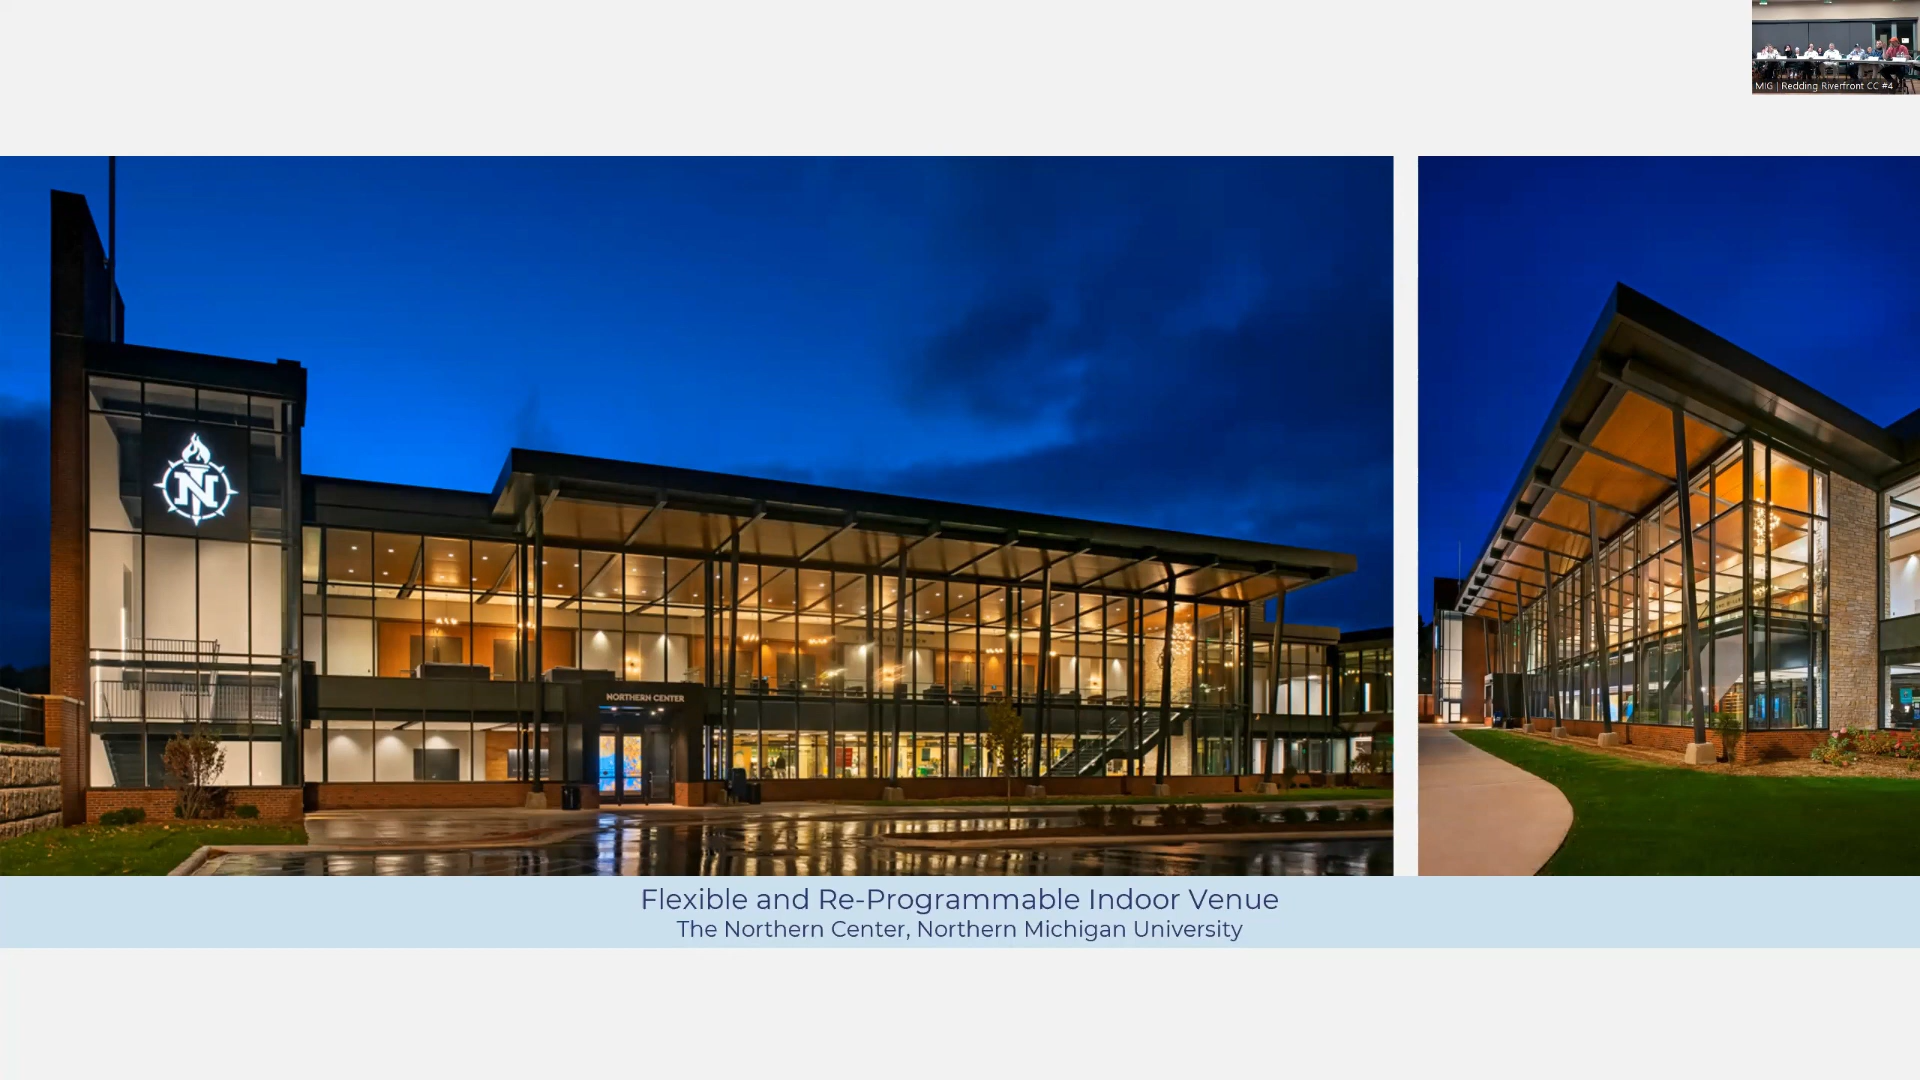 MIG | Redding Riverfront CC #4
N
NORTHERN CENTER
Flexible and Re-Programmable Indoor Venue
The Northern Center, Northern Michigan University